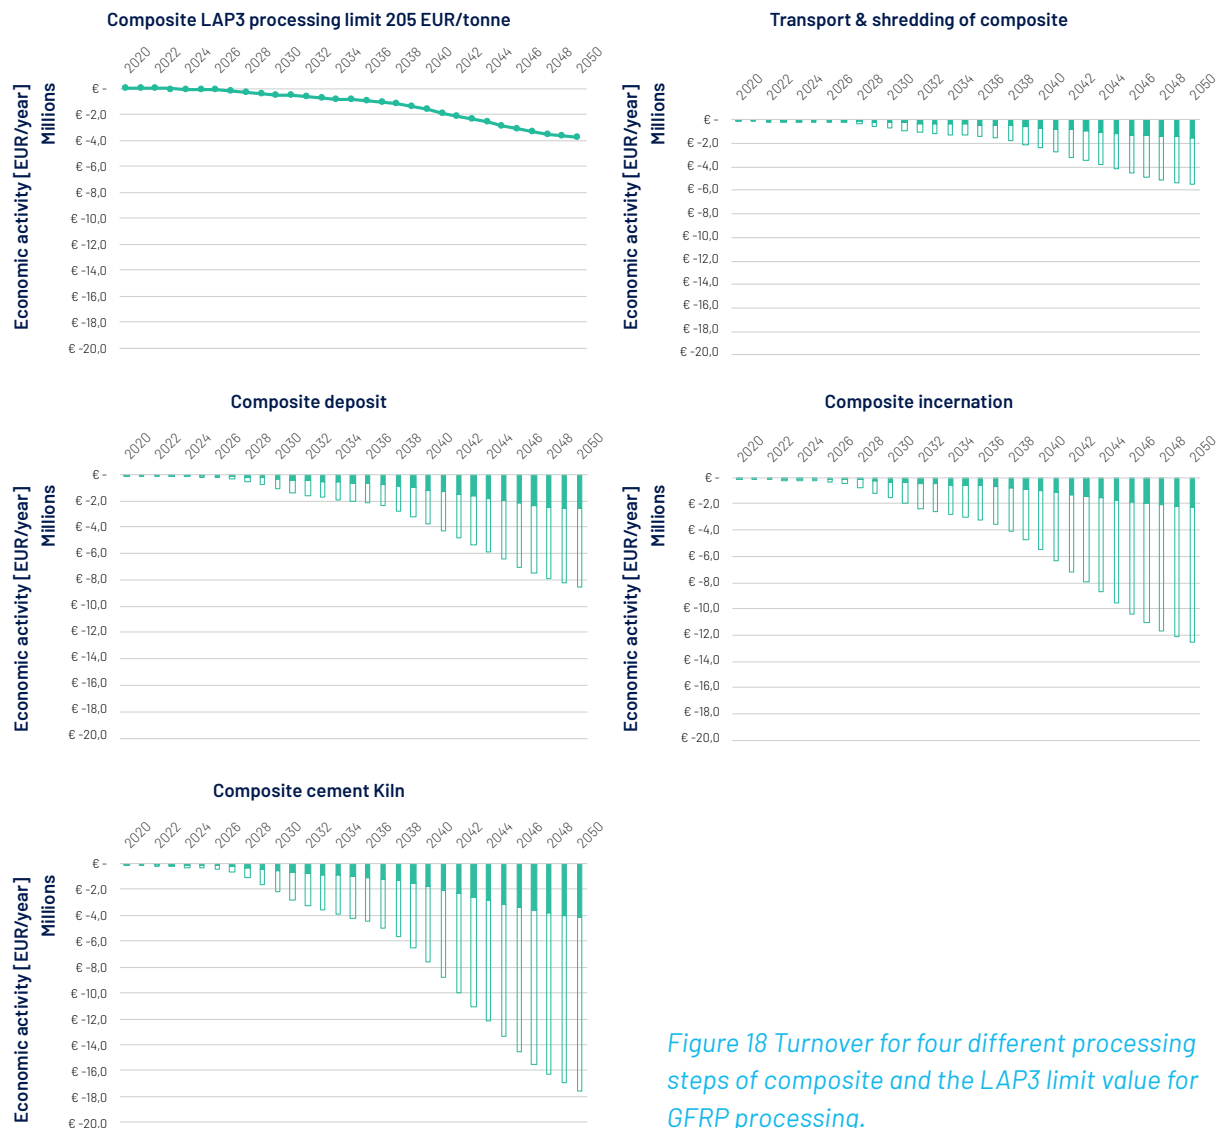 Composite LAP3 processing limit 205 EUR/tonne
2020 2022 2024 2026 2028 2030 2032 2034 2036 2038 2040 2042 2044 2046 2048 2050
Economic activity [EUR/year]
Millions
€ -
€ -2,0
€ -4,0
€ -6,0
€ -8,0
€ -10,0
€ -12,0
€ -14,0
€ -16,0
€ -18,0
€ -20,0
Transport & shredding of composite
2020 2022 2024 2026 2028 2030 2032 2034 2036 2038 2040 2042 2044 2046 2048 2050
Economic activity [EUR/year]
Millions
€ -
€ -2,0
€ -4,0
€ -6,0
€ -8,0
€ -10,0
€ -12,0
€ -14,0
€ -16,0
€ -18,0
€ -20,0
Composite deposit
2020 2022 2024 2026 2028 2030 2032 2034 2036 2038 2040 2042 2044 2046 2048 2050
Economic activity [EUR/year]
Millions
€ -
€ -2,0
€ -4,0
€ -6,0
€ -8,0
€ -10,0
€ -12,0
€ -14,0
€ -16,0
€ -18,0
€ -20,0
Composite incernation
2020 2022 2024 2026 2028 2030 2032 2034 2036 2038 2040 2042 2044 2046 2048 2050
Economic activity [EUR/year]
Millions
€ -
€ -2,0
€ -4,0
€ -6,0
€ -8,0
€ -10,0
€ -12,0
€ -14,0
€ -16,0
€ -18,0
€ -20,0
Composite cement Kiln
2020 2022 2024 2026 2028 2030 2032 2034 2036 2038 2040 2042 2044 2046 2048 2050
Economic activity [EUR/year]
Millions
€ -
€ -2,0
€ -4,0
€ -6,0
€ -8,0
€ -10,0
€ -12,0
€ -14,0
€ -16,0
€ -18,0
€ -20,0
Figure 18 Turnover for four different processing
steps of composite and the LAP3 limit value for
GFRP processing.